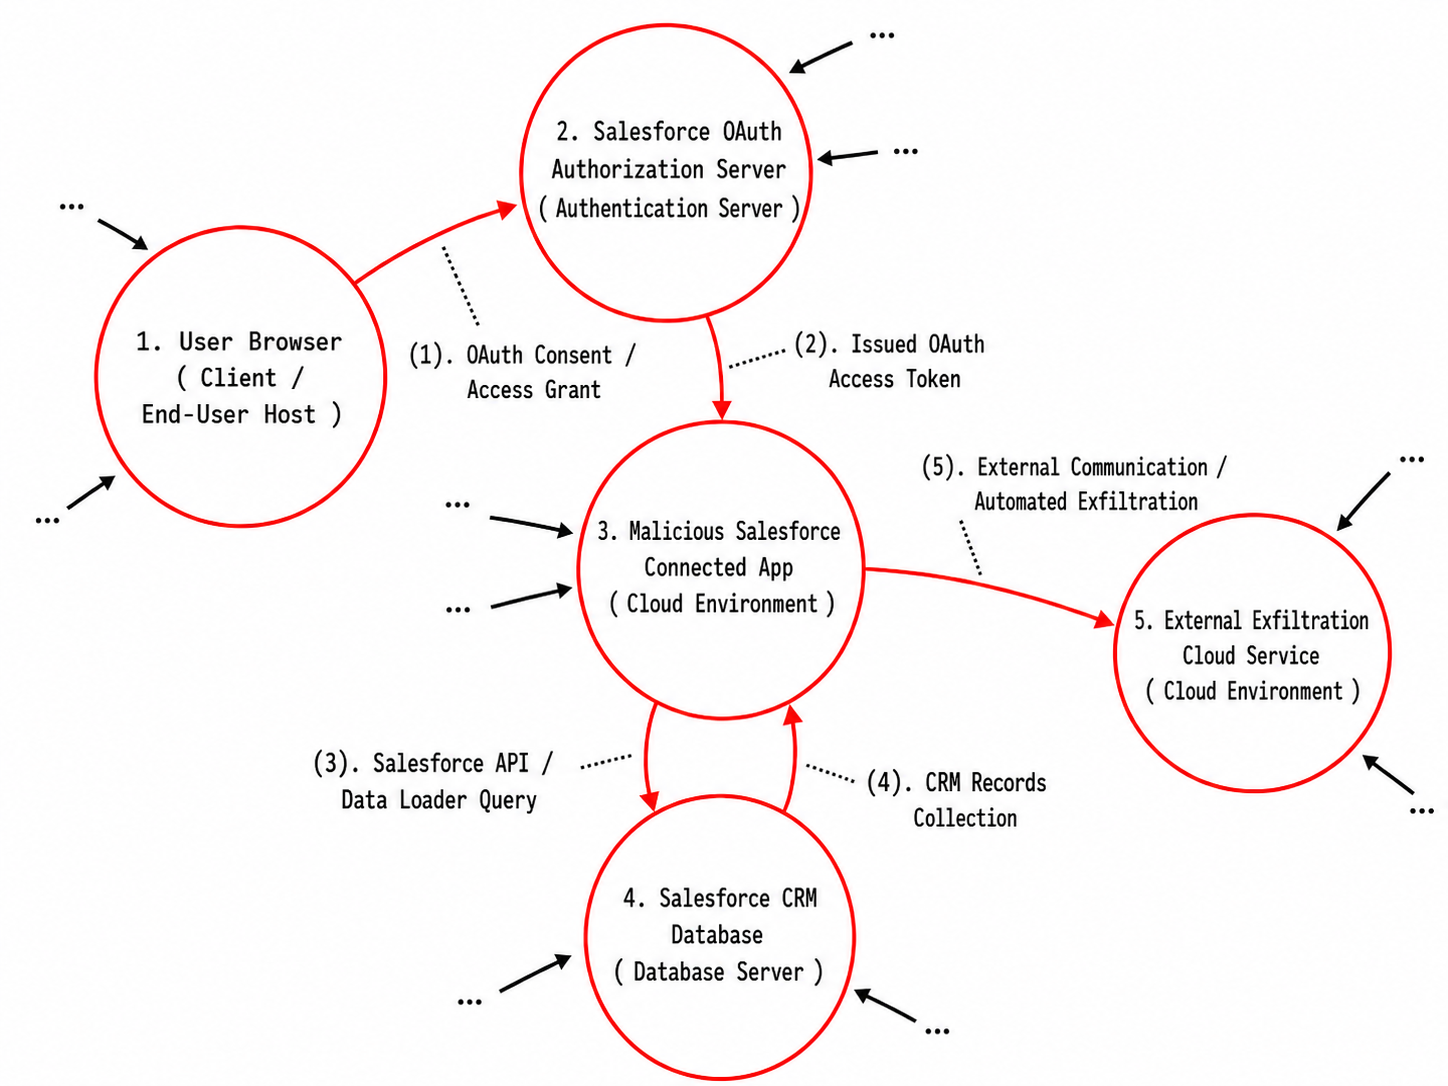 ...
...
2. Salesforce OAuth
Authorization Server
( Authentication Server )
...
...
1. User Browser
( Client /
End-User Host )
...
(1). OAuth Consent /
Access Grant
(2). Issued OAuth
Access Token
...
...
3. Malicious Salesforce
Connected App
( Cloud Environment )
(5). External Communication /
Automated Exfiltration
...
5. External Exfiltration
Cloud Service
( Cloud Environment )
...
(3). Salesforce API /
Data Loader Query
(4). CRM Records
Collection
4. Salesforce CRM
Database
( Database Server )
...
...